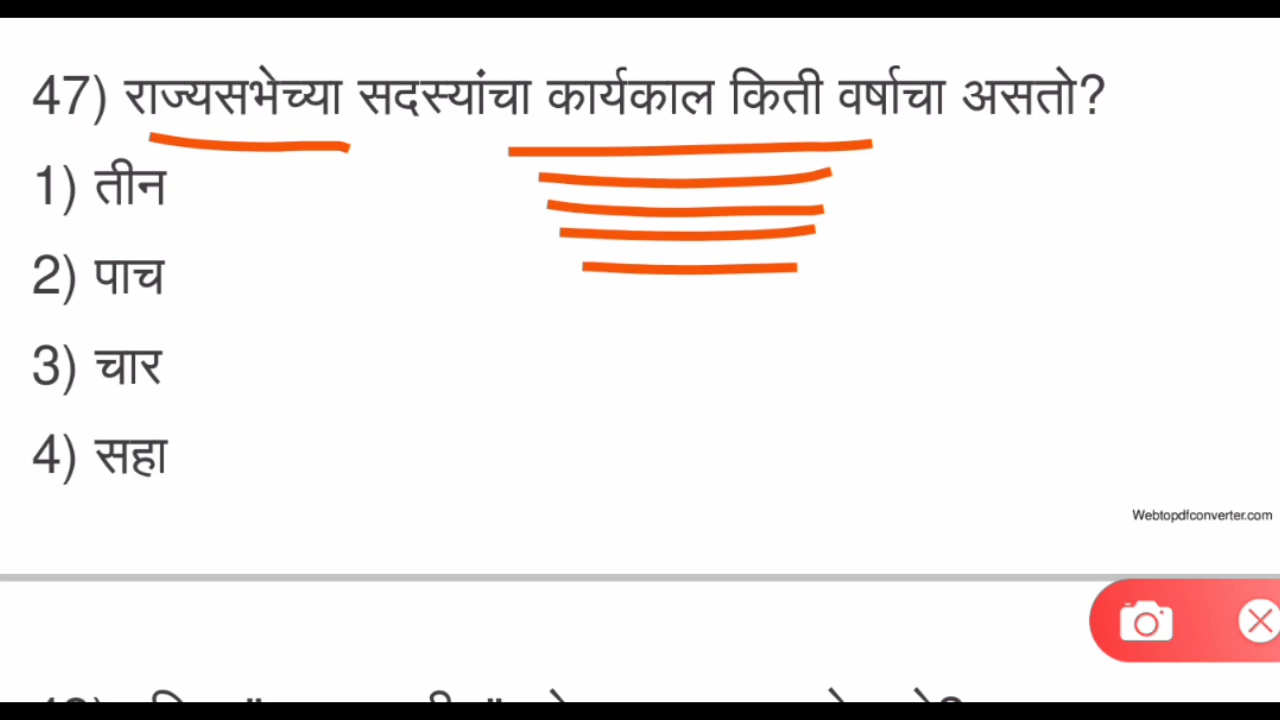 47) राज्यसभेच्या सदस्यांचा कार्यकाल किती वर्षाचा असतो?
1) तीन
2) पाच
3) चार
4) सहा
Webtopdfconverter.com